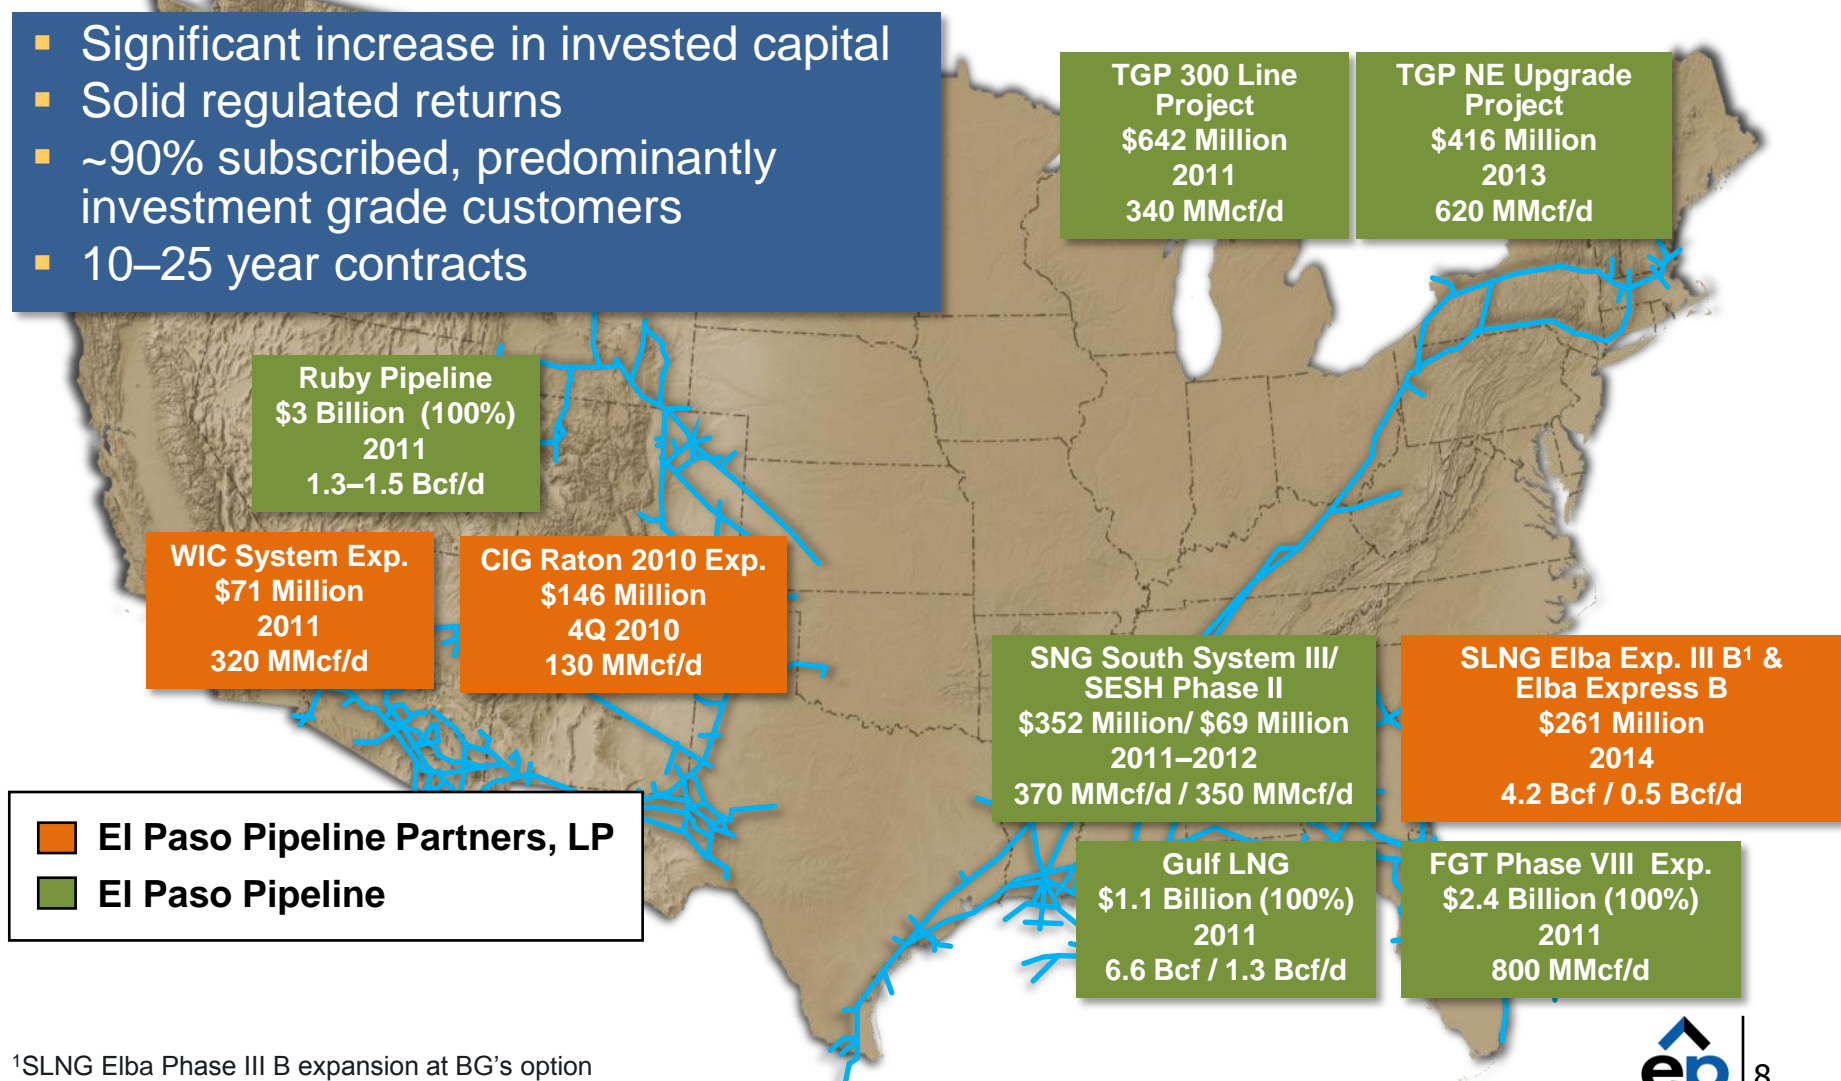 ▪ Significant increase in invested capital
▪ Solid regulated returns
▪ ~90% subscribed, predominantly
investment grade customers
▪ 10–25 year contracts
TGP 300 Line
Project
$642 Million
2011
340 MMcf/d
TGP NE Upgrade
Project
$416 Million
2013
620 MMcf/d
Ruby Pipeline
$3 Billion (100%)
2011
1.3–1.5 Bcf/d
WIC System Exp.
$71 Million
2011
320 MMcf/d
CIG Raton 2010 Exp.
$146 Million
4Q 2010
130 MMcf/d
SNG South System III/
SESH Phase II
$352 Million/ $69 Million
2011–2012
370 MMcf/d / 350 MMcf/d
SLNG Elba Exp. III B¹ &
Elba Express B
$261 Million
2014
4.2 Bcf / 0.5 Bcf/d
Gulf LNG
$1.1 Billion (100%)
2011
6.6 Bcf / 1.3 Bcf/d
FGT Phase VIII Exp.
$2.4 Billion (100%)
2011
800 MMcf/d
El Paso Pipeline Partners, LP
El Paso Pipeline
¹SLNG Elba Phase III B expansion at BG's option
ep
8